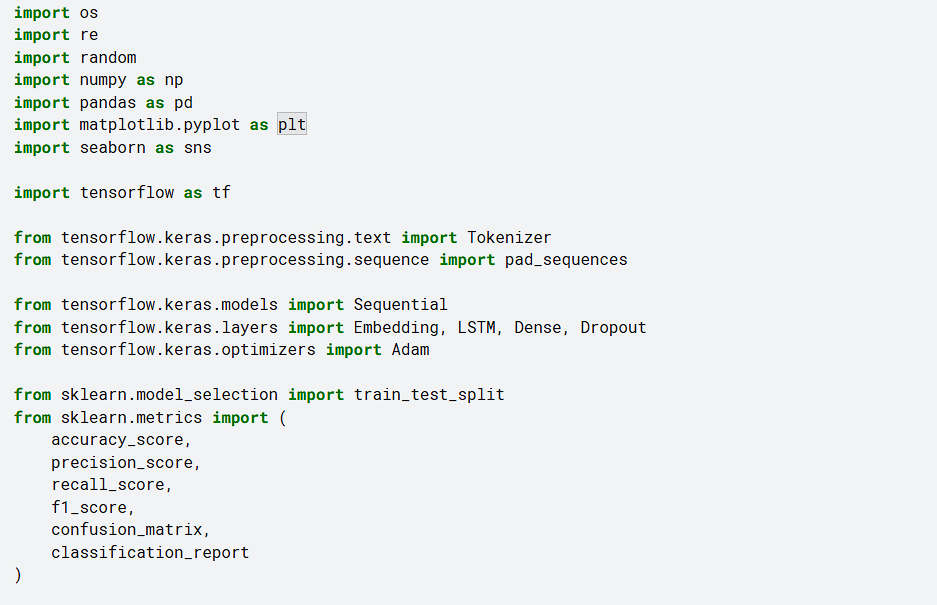 import os
import re
import random
import numpy as np
import pandas as pd
import matplotlib.pyplot as plt
import seaborn as sns

import tensorflow as tf

from tensorflow.keras.preprocessing.text import Tokenizer
from tensorflow.keras.preprocessing.sequence import pad_sequences

from tensorflow.keras.models import Sequential
from tensorflow.keras.layers import Embedding, LSTM, Dense, Dropout
from tensorflow.keras.optimizers import Adam

from sklearn.model_selection import train_test_split
from sklearn.metrics import (
    accuracy_score,
    precision_score,
    recall_score,
    f1_score,
    confusion_matrix,
    classification_report
)